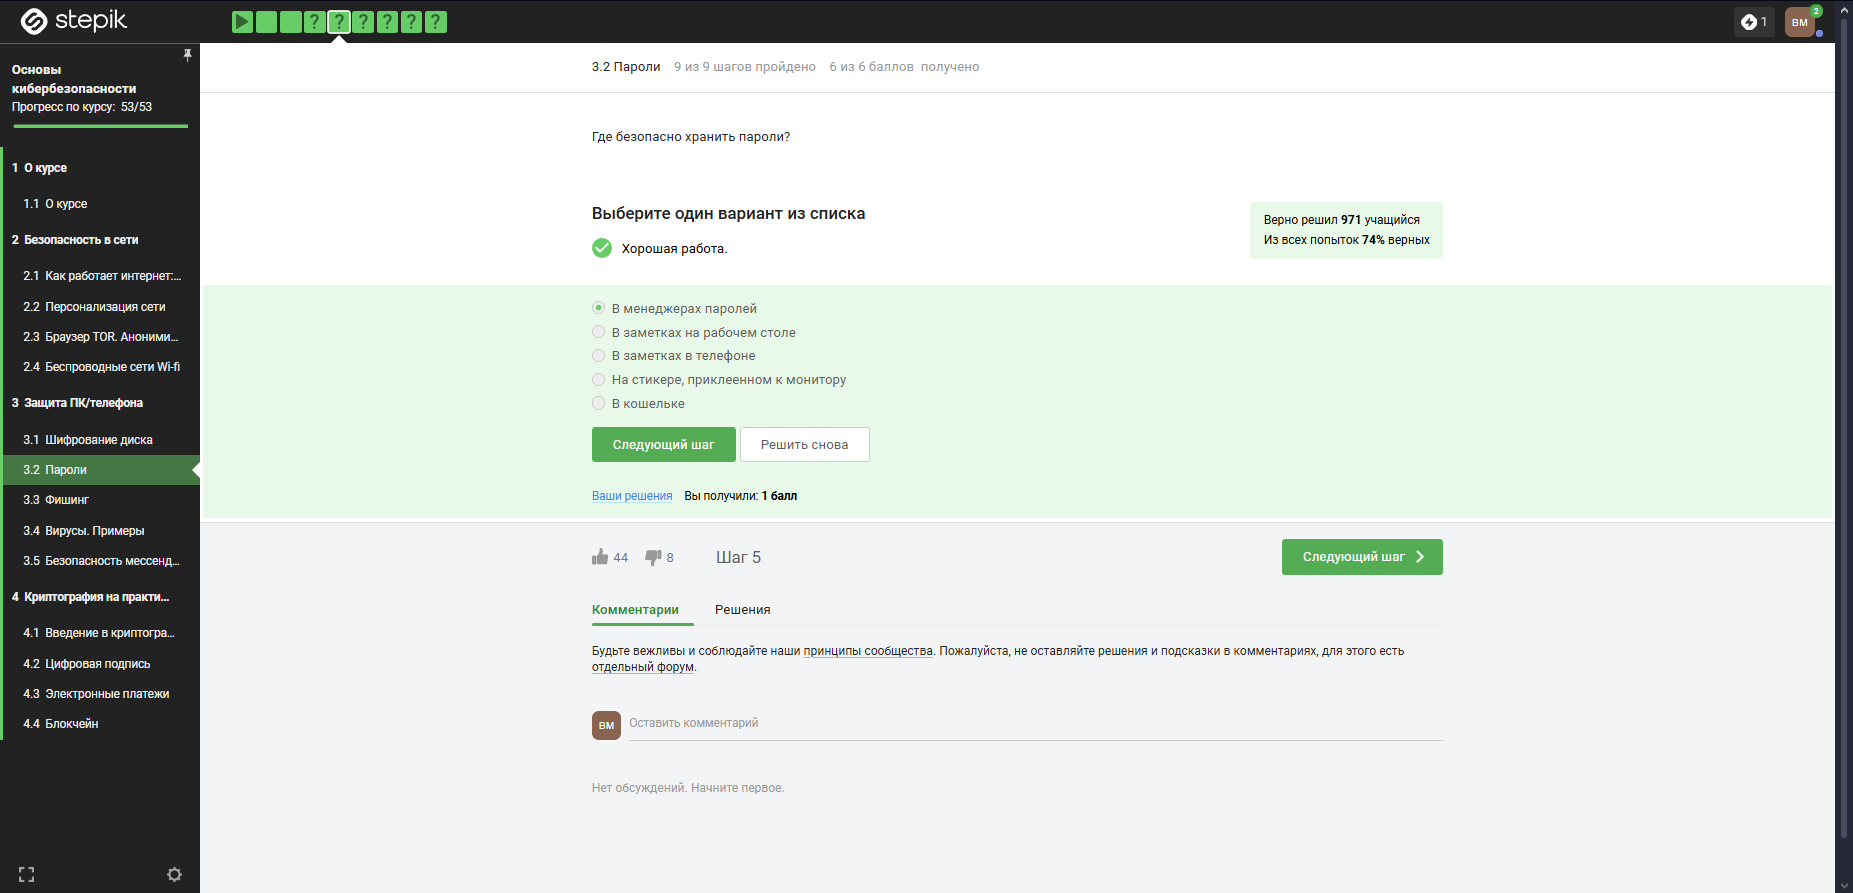 stepik
? ? ? ? ? ?
1
ВМ
2
Основы
кибербезопасности
Прогресс по курсу: 53/53
1 О курсе
1.1 О курсе
2 Безопасность в сети
2.1 Как работает интернет:...
2.2 Персонализация сети
2.3 Браузер TOR. Аноними...
2.4 Беспроводные сети Wi-fi
3 Защита ПК/телефона
3.1 Шифрование диска
3.2 Пароли
3.3 Фишинг
3.4 Вирусы. Примеры
3.5 Безопасность мессенд...
4 Криптография на практи...
4.1 Введение в криптогра...
4.2 Цифровая подпись
4.3 Электронные платежи
4.4 Блокчейн
3.2 Пароли 9 из 9 шагов пройдено 6 из 6 баллов получено
Где безопасно хранить пароли?
Выберите один вариант из списка
Хорошая работа.
Верно решил 971 учащийся
Из всех попыток 74% верных
В менеджерах паролей
В заметках на рабочем столе
В заметках в телефоне
На стикере, приклеенном к монитору
В кошельке
Следующий шаг Решить снова
Ваши решения Вы получили: 1 балл
44 8 Шаг 5 Следующий шаг
Комментарии Решения
Будьте вежливы и соблюдайте наши принципы сообщества. Пожалуйста, не оставляйте решения и подсказки в комментариях, для этого есть
отдельный форум.
ВМ Оставить комментарий
Нет обсуждений. Начните первое.